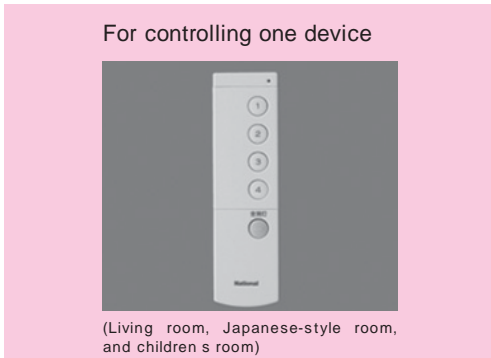 For controlling one device
1
2
3
4
National
(Living room, Japanese-style room,
and children s room)